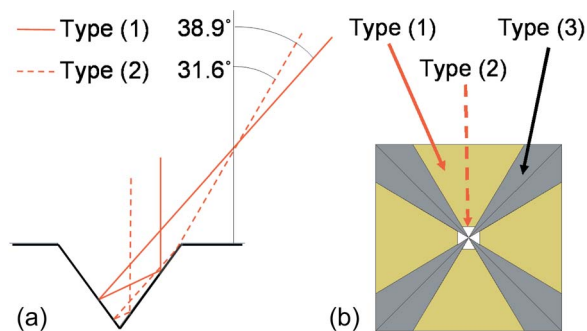 Type (1) 38.9°
Type (2) 31.6°
(a)
Type (1) Type (3)
Type (2)
(b)